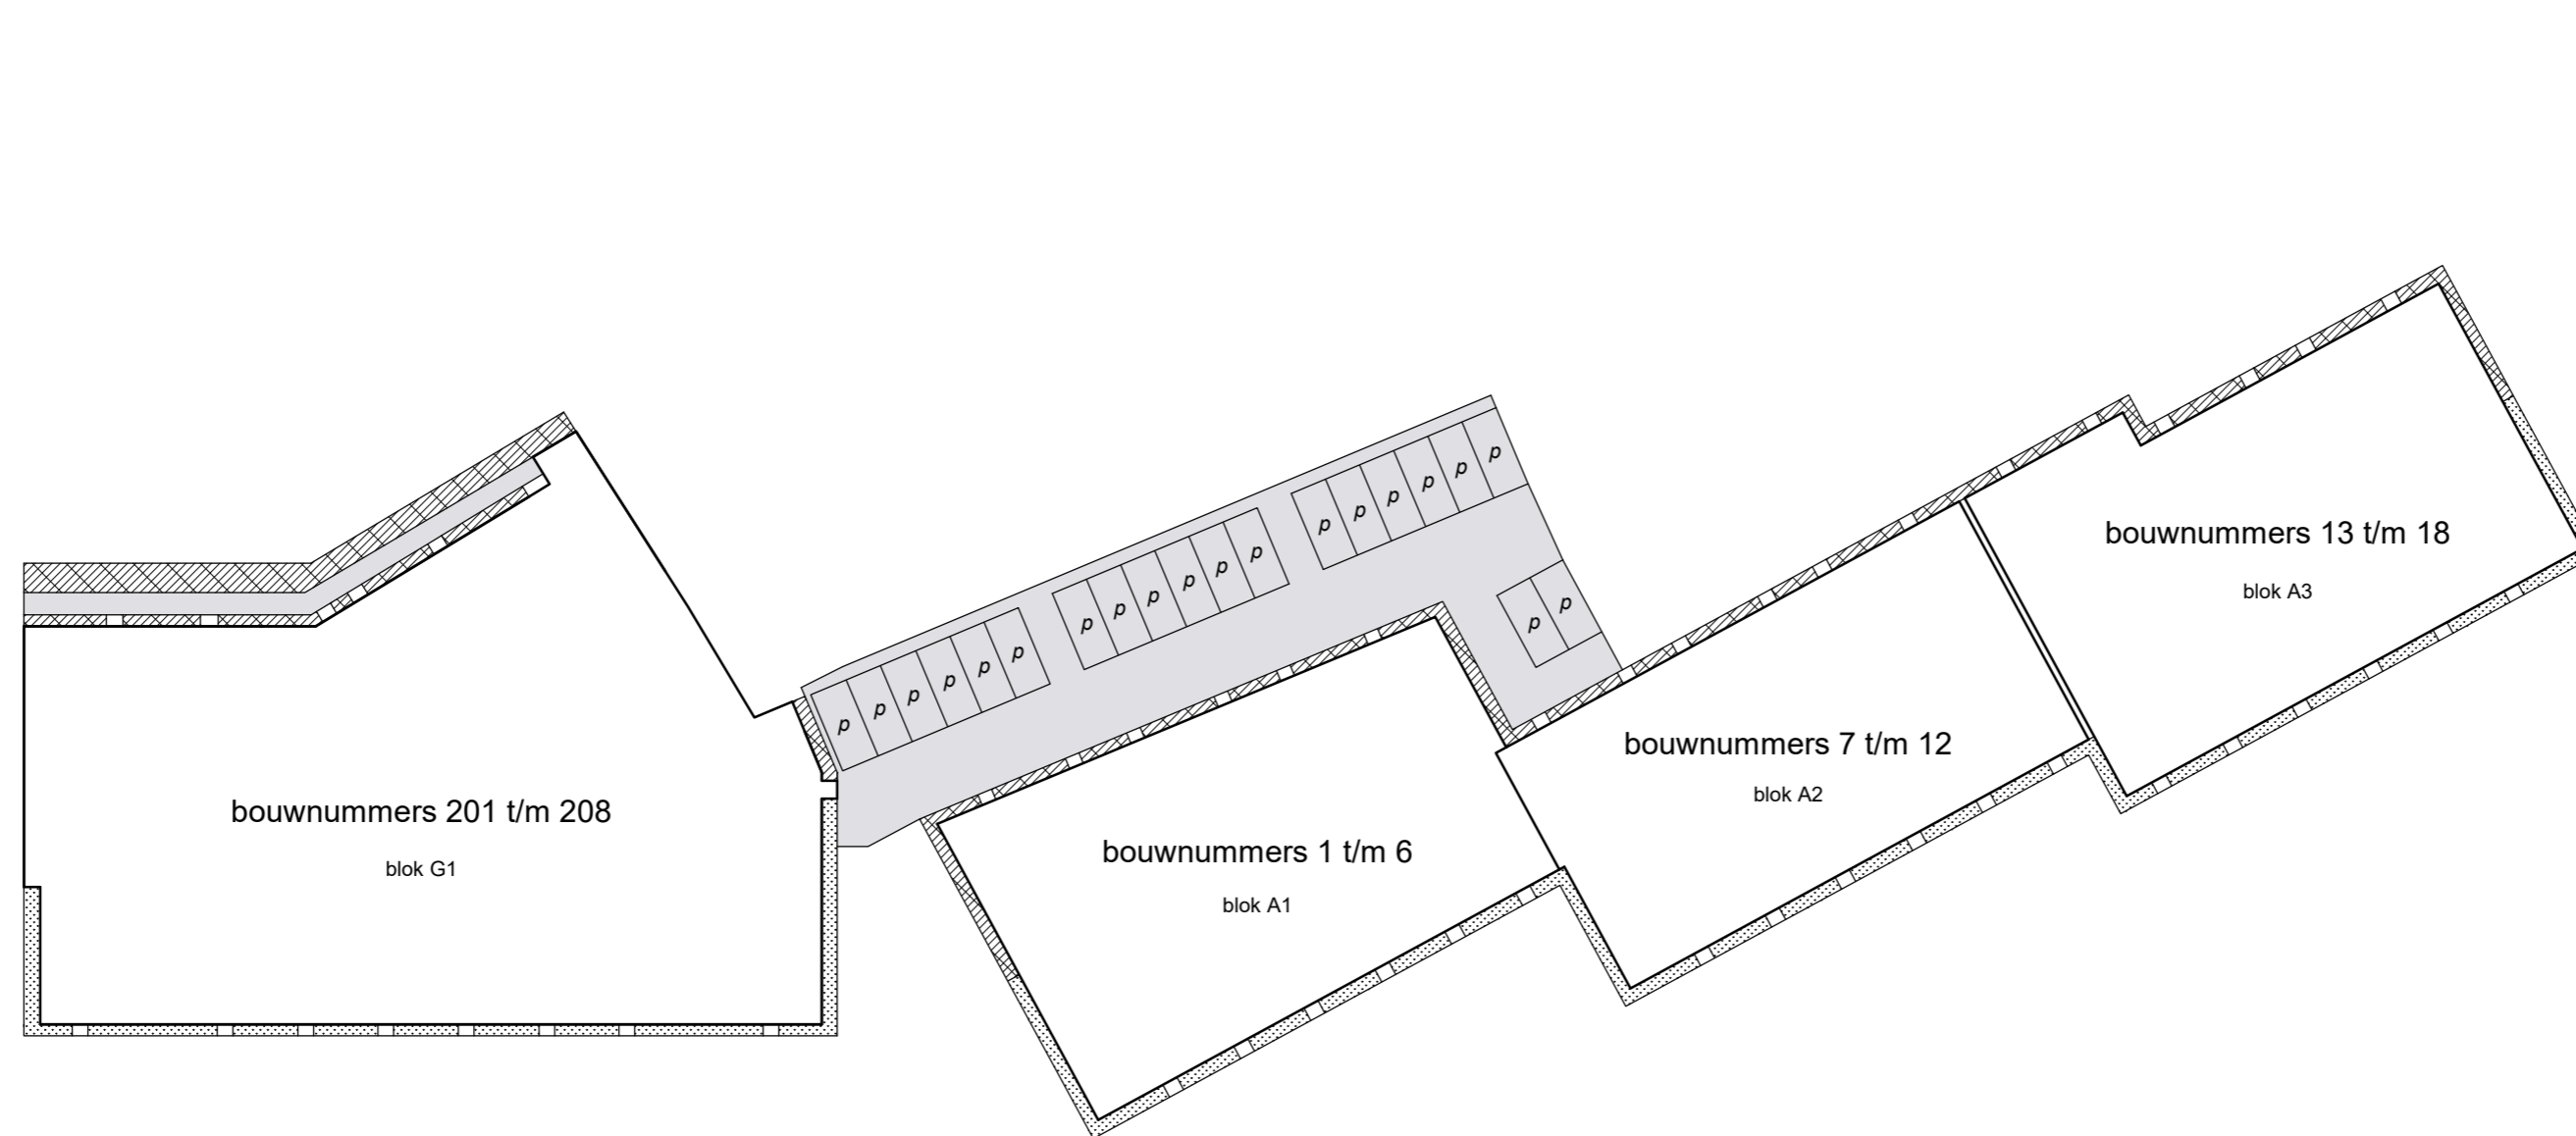 bouwnummers 201 t/m 208
blok G1
p p p p p p
p p p p p p
p p p p p p
p p
bouwnummers 1 t/m 6
blok A1
bouwnummers 7 t/m 12
blok A2
bouwnummers 13 t/m 18
blok A3